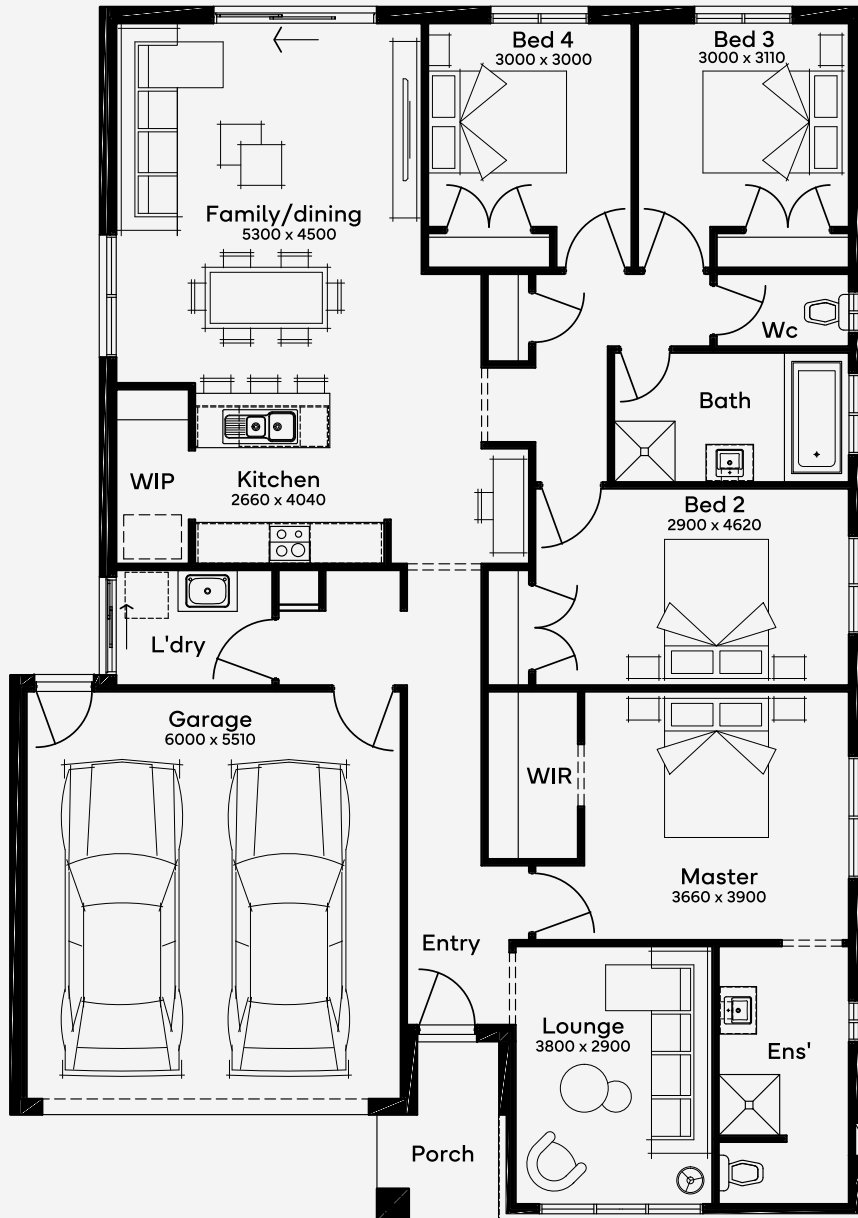 Bed 4
3000 x 3000
Bed 3
3000 x 3110
Family/dining
5300 x 4500
Wc
Bath
WIP
Kitchen
2660 x 4040
Bed 2
2900 x 4620
L'dry
Garage
6000 x 5510
WIR
Master
3660 x 3900
Entry
Lounge
3800 x 2900
Ens'
Porch